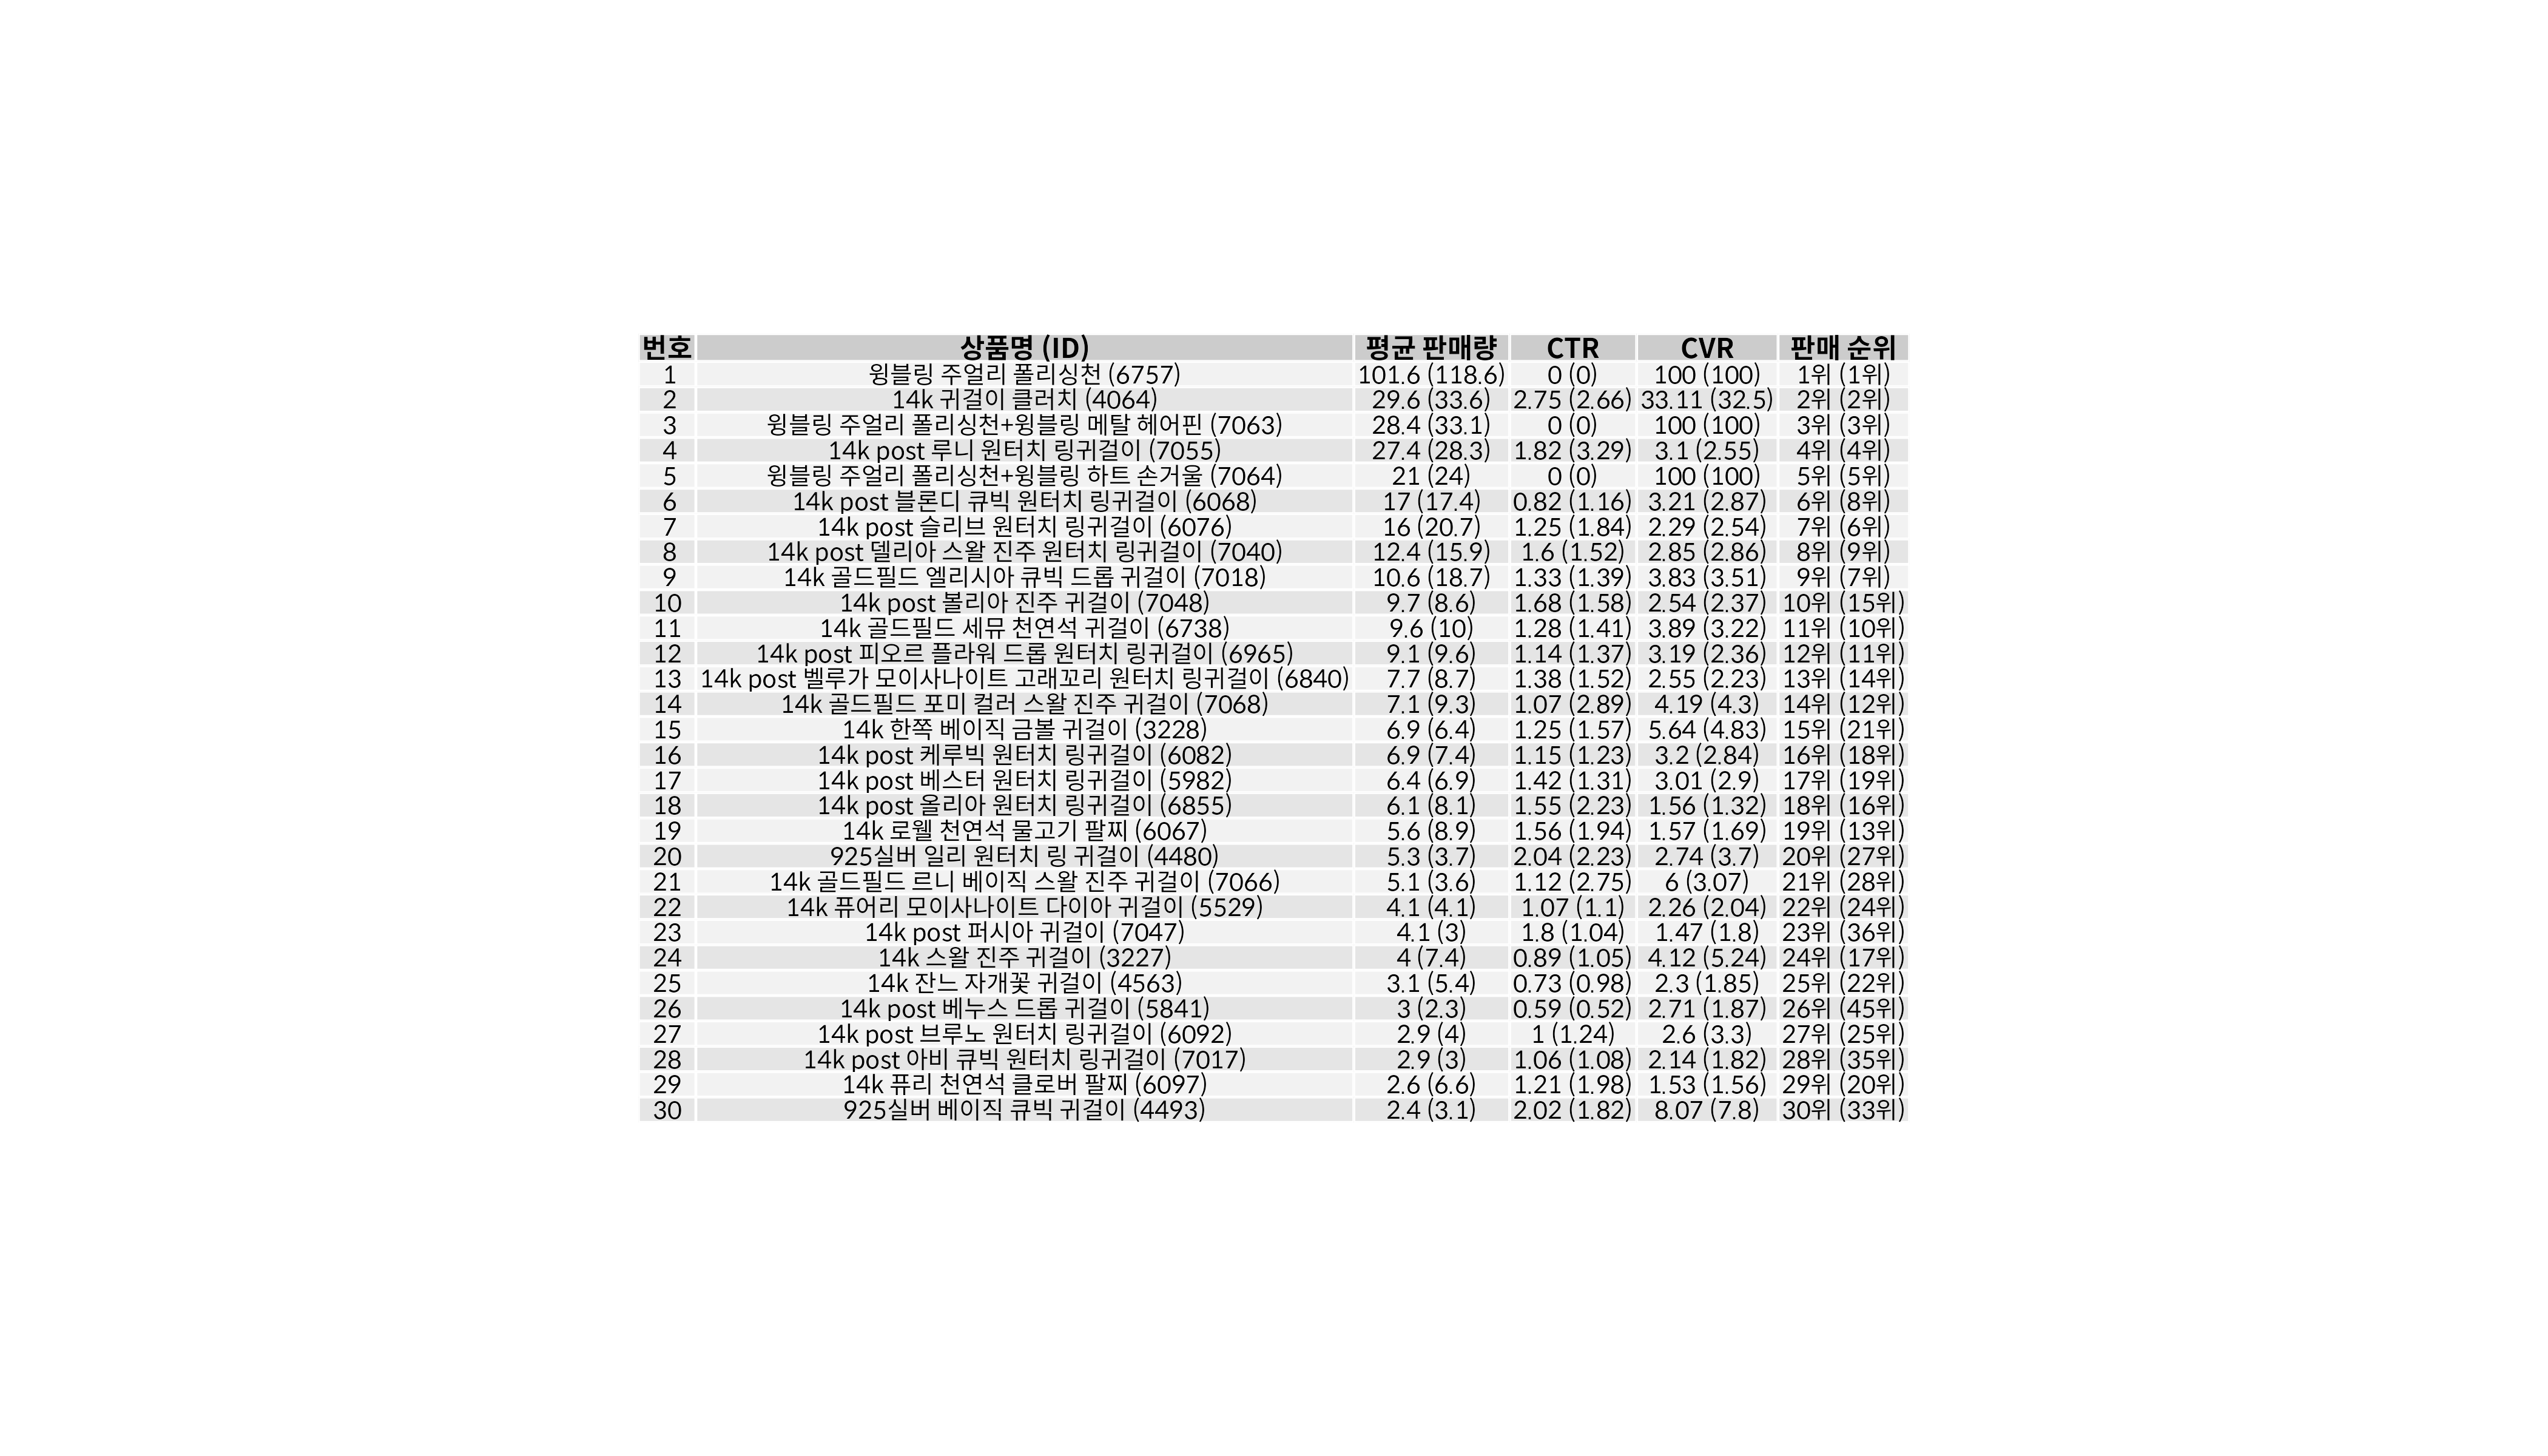 번호 상품명 (ID) 평균 판매량 CTR CVR 판매 순위
1 윙블링 주얼리 폴리싱천 (6757) 101.6 (118.6) 0 (0) 100 (100) 1위 (1위)
2 14k 귀걸이 클러치 (4064) 29.6 (33.6) 2.75 (2.66) 33.11 (32.5) 2위 (2위)
3 윙블링 주얼리 폴리싱천+윙블링 메탈 헤어핀 (7063) 28.4 (33.1) 0 (0) 100 (100) 3위 (3위)
4 14k post 루니 원터치 링귀걸이 (7055) 27.4 (28.3) 1.82 (3.29) 3.1 (2.55) 4위 (4위)
5 윙블링 주얼리 폴리싱천+윙블링 하트 손거울 (7064) 21 (24) 0 (0) 100 (100) 5위 (5위)
6 14k post 블론디 큐빅 원터치 링귀걸이 (6068) 17 (17.4) 0.82 (1.16) 3.21 (2.87) 6위 (8위)
7 14k post 슬리브 원터치 링귀걸이 (6076) 16 (20.7) 1.25 (1.84) 2.29 (2.54) 7위 (6위)
8 14k post 델리아 스왈 진주 원터치 링귀걸이 (7040) 12.4 (15.9) 1.6 (1.52) 2.85 (2.86) 8위 (9위)
9 14k 골드필드 엘리시아 큐빅 드롭 귀걸이 (7018) 10.6 (18.7) 1.33 (1.39) 3.83 (3.51) 9위 (7위)
10 14k post 볼리아 진주 귀걸이 (7048) 9.7 (8.6) 1.68 (1.58) 2.54 (2.37) 10위 (15위)
11 14k 골드필드 세뮤 천연석 귀걸이 (6738) 9.6 (10) 1.28 (1.41) 3.89 (3.22) 11위 (10위)
12 14k post 피오르 플라워 드롭 원터치 링귀걸이 (6965) 9.1 (9.6) 1.14 (1.37) 3.19 (2.36) 12위 (11위)
13 14k post 벨루가 모이사나이트 고래꼬리 원터치 링귀걸이 (6840) 7.7 (8.7) 1.38 (1.52) 2.55 (2.23) 13위 (14위)
14 14k 골드필드 포미 컬러 스왈 진주 귀걸이 (7068) 7.1 (9.3) 1.07 (2.89) 4.19 (4.3) 14위 (12위)
15 14k 한쪽 베이직 금볼 귀걸이 (3228) 6.9 (6.4) 1.25 (1.57) 5.64 (4.83) 15위 (21위)
16 14k post 케루빅 원터치 링귀걸이 (6082) 6.9 (7.4) 1.15 (1.23) 3.2 (2.84) 16위 (18위)
17 14k post 베스터 원터치 링귀걸이 (5982) 6.4 (6.9) 1.42 (1.31) 3.01 (2.9) 17위 (19위)
18 14k post 올리아 원터치 링귀걸이 (6855) 6.1 (8.1) 1.55 (2.23) 1.56 (1.32) 18위 (16위)
19 14k 로웰 천연석 물고기 팔찌 (6067) 5.6 (8.9) 1.56 (1.94) 1.57 (1.69) 19위 (13위)
20 925실버 일리 원터치 링 귀걸이 (4480) 5.3 (3.7) 2.04 (2.23) 2.74 (3.7) 20위 (27위)
21 14k 골드필드 르니 베이직 스왈 진주 귀걸이 (7066) 5.1 (3.6) 1.12 (2.75) 6 (3.07) 21위 (28위)
22 14k 퓨어리 모이사나이트 다이아 귀걸이 (5529) 4.1 (4.1) 1.07 (1.1) 2.26 (2.04) 22위 (24위)
23 14k post 퍼시아 귀걸이 (7047) 4.1 (3) 1.8 (1.04) 1.47 (1.8) 23위 (36위)
24 14k 스왈 진주 귀걸이 (3227) 4 (7.4) 0.89 (1.05) 4.12 (5.24) 24위 (17위)
25 14k 잔느 자개꽃 귀걸이 (4563) 3.1 (5.4) 0.73 (0.98) 2.3 (1.85) 25위 (22위)
26 14k post 베누스 드롭 귀걸이 (5841) 3 (2.3) 0.59 (0.52) 2.71 (1.87) 26위 (45위)
27 14k post 브루노 원터치 링귀걸이 (6092) 2.9 (4) 1 (1.24) 2.6 (3.3) 27위 (25위)
28 14k post 아비 큐빅 원터치 링귀걸이 (7017) 2.9 (3) 1.06 (1.08) 2.14 (1.82) 28위 (35위)
29 14k 퓨리 천연석 클로버 팔찌 (6097) 2.6 (6.6) 1.21 (1.98) 1.53 (1.56) 29위 (20위)
30 925실버 베이직 큐빅 귀걸이 (4493) 2.4 (3.1) 2.02 (1.82) 8.07 (7.8) 30위 (33위)